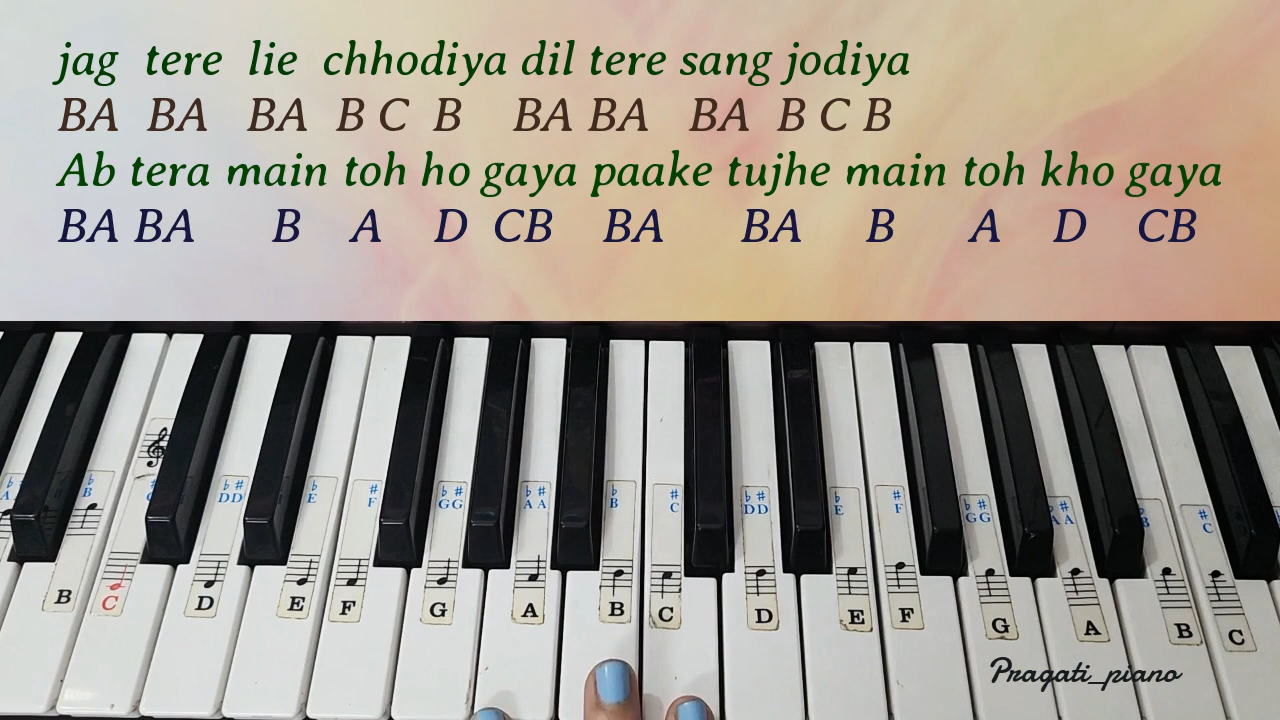 jag tere lie chhodiya dil tere sang jodiya
BA BA BA B C B BA BA BA B C B
Ab tera main toh ho gaya paake tujhe main toh kho gaya
BA BA B A D CB BA BA B A D CB
♭ A ♭ B ♭ ♯ D D ♭ E ♯ F ♭ ♯ G G ♭ ♯ A A ♭ B ♯ C ♭ ♯ D D ♭ E ♯ F ♭ ♯ G G ♭ ♯ A A ♭ B ♯ C
B C D E F G A B C D E F G A B C
Pragati_piano